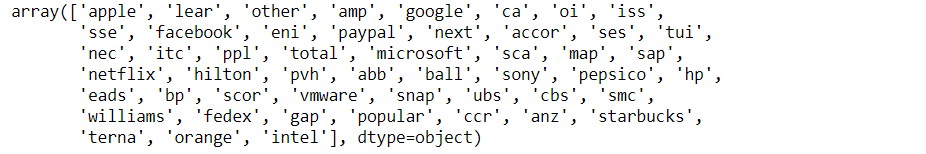 array(['apple', 'lear', 'other', 'amp', 'google', 'ca', 'oi', 'iss',
'sse', 'facebook', 'eni', 'paypal', 'next', 'accor', 'ses', 'tui',
'nec', 'itc', 'ppl', 'total', 'microsoft', 'sca', 'map', 'sap',
'netflix', 'hilton', 'pvh', 'abb', 'ball', 'sony', 'pepsico', 'hp',
'eads', 'bp', 'scor', 'vmware', 'snap', 'ubs', 'cbs', 'smc',
'williams', 'fedex', 'gap', 'popular', 'ccr', 'anz', 'starbucks',
'terna', 'orange', 'intel'], dtype=object)